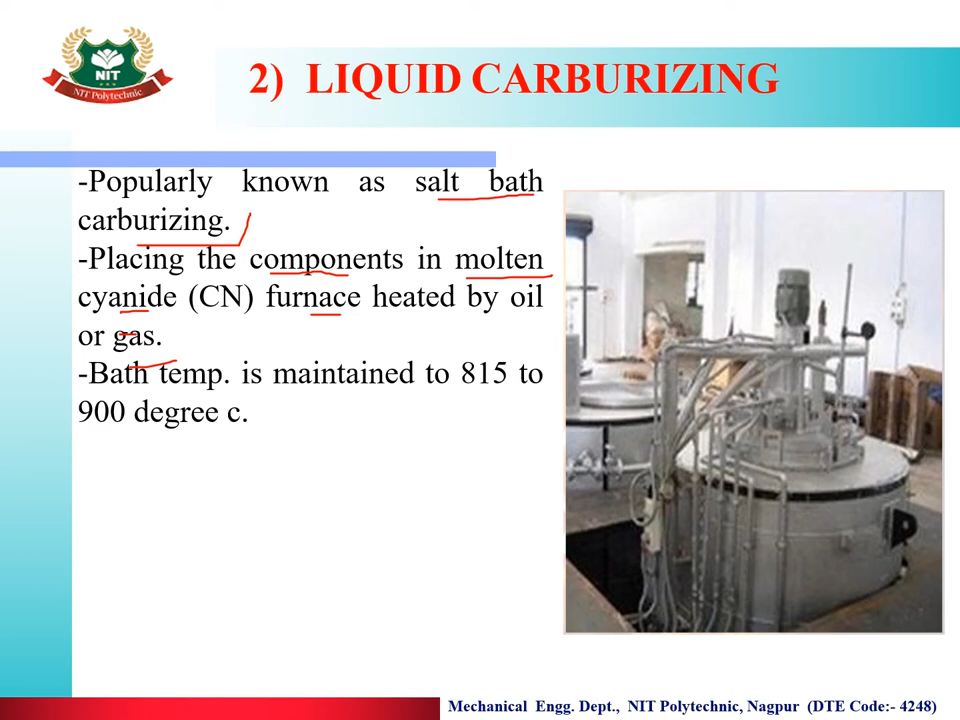 NIT
NIT Polytechnic
2) LIQUID CARBURIZING
-Popularly known as salt bath
carburizing.
-Placing the components in molten
cyanide (CN) furnace heated by oil
or gas.
-Bath temp. is maintained to 815 to
900 degree c.
Mechanical Engg. Dept., NIT Polytechnic, Nagpur (DTE Code:- 4248)